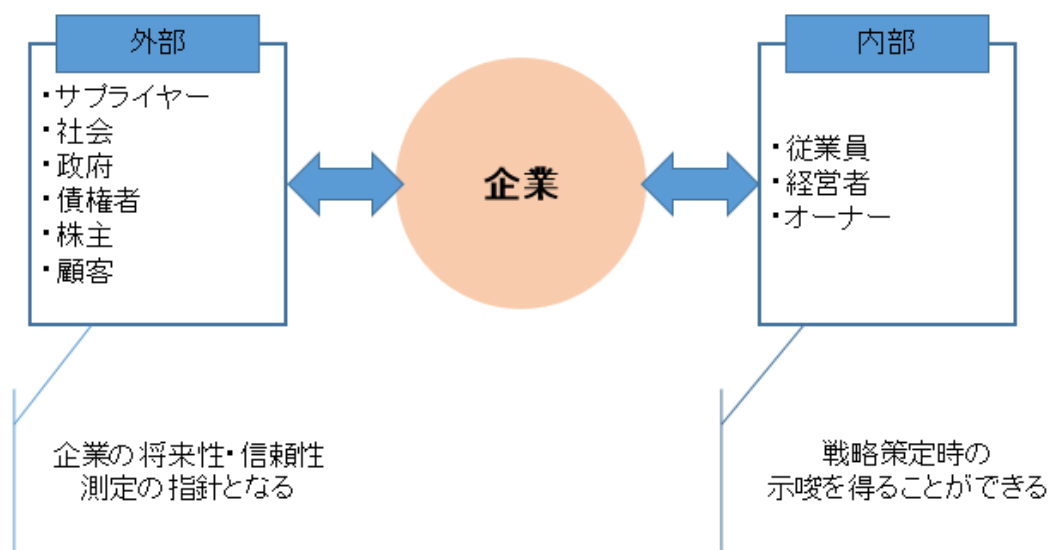 外部
・サプライヤー
・社会
・政府
・債権者
・株主
・顧客
企業
内部
・従業員
・経営者
・オーナー
企業の将来性・信頼性
測定の指針となる
戦略策定時の
示唆を得ることができる